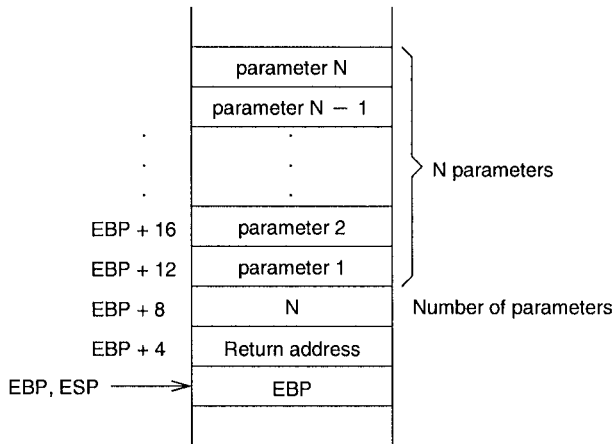 parameter N
parameter N − 1
.
.
.
.
.
.
N parameters
EBP + 16 parameter 2
EBP + 12 parameter 1
EBP + 8 N Number of parameters
EBP + 4 Return address
EBP, ESP EBP